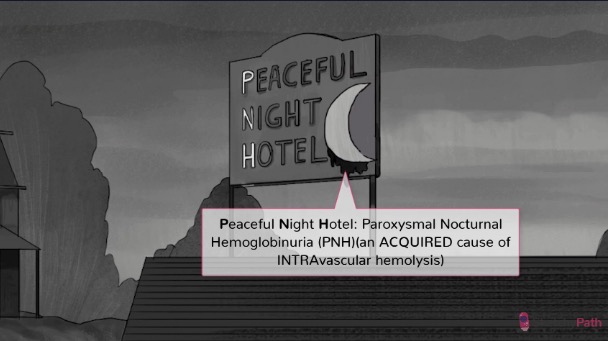 PEACEFUL
NIGHT
HOTEL
Peaceful Night Hotel: Paroxysmal Nocturnal
Hemoglobinuria (PNH)(an ACQUIRED cause of
INTRAvascular hemolysis)
Path